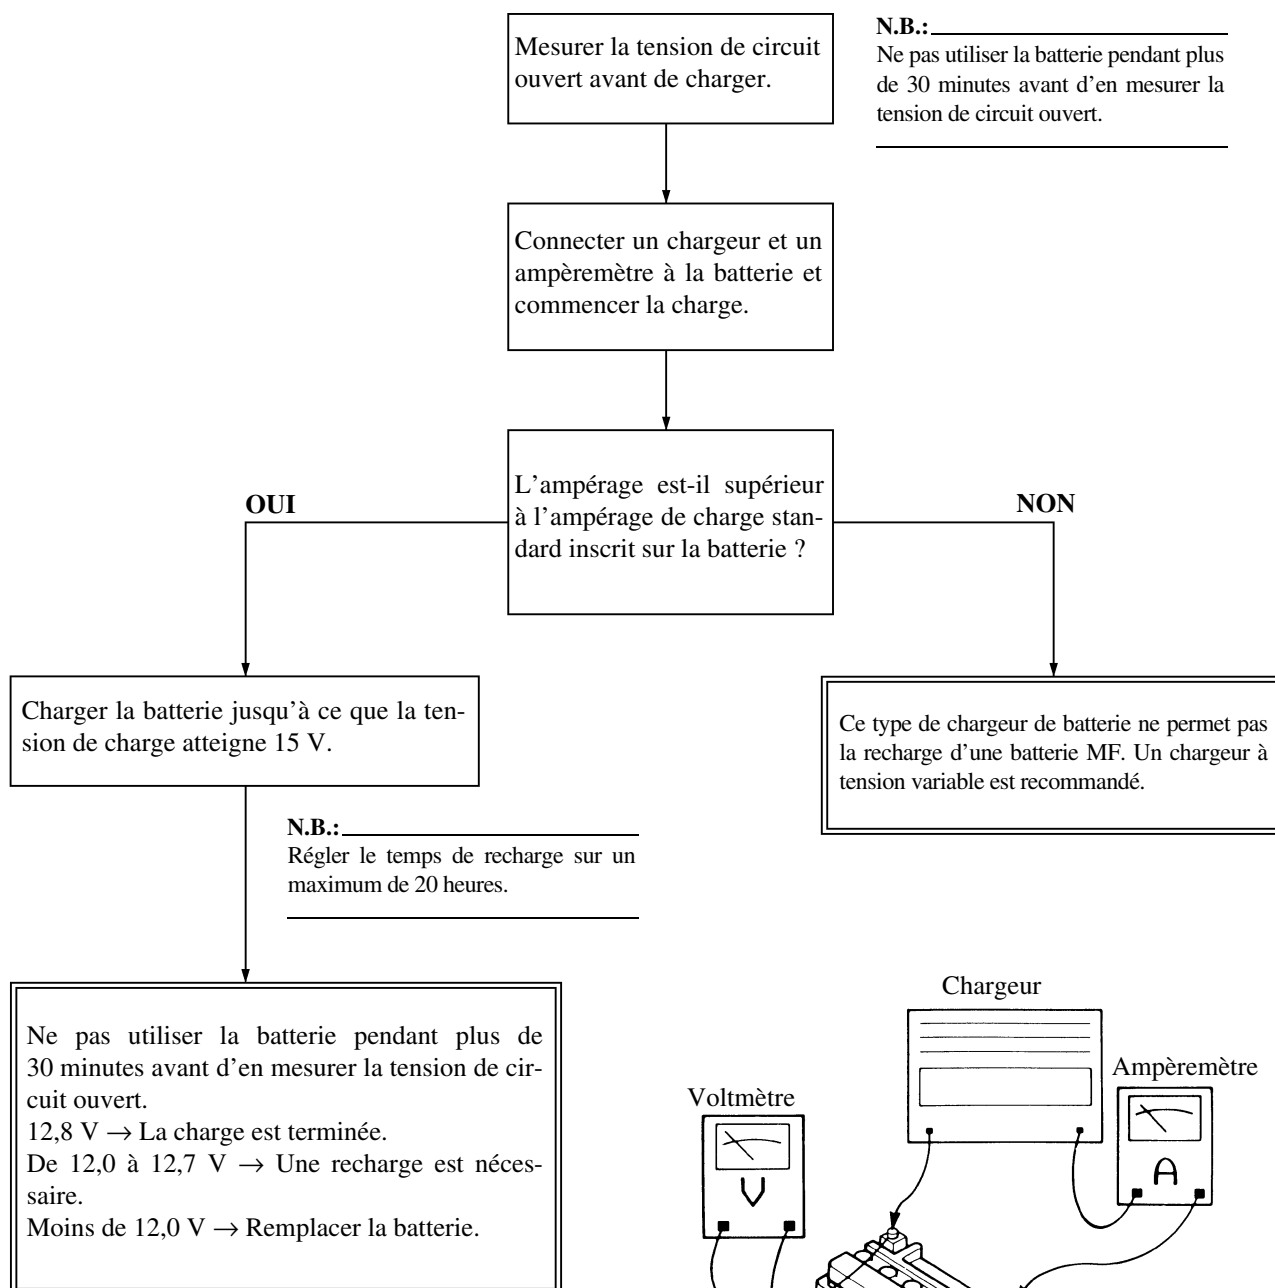 Mesurer la tension de circuit
ouvert avant de charger.
N.B.:
Ne pas utiliser la batterie pendant plus
de 30 minutes avant d’en mesurer la
tension de circuit ouvert.
Connecter un chargeur et un
ampèremètre à la batterie et
commencer la charge.
L’ampérage est-il supérieur
à l’ampérage de charge stan-
dard inscrit sur la batterie ?
OUI
NON
Charger la batterie jusqu’à ce que la ten-
sion de charge atteigne 15 V.
Ce type de chargeur de batterie ne permet pas
la recharge d’une batterie MF. Un chargeur à
tension variable est recommandé.
N.B.:
Régler le temps de recharge sur un
maximum de 20 heures.
Ne pas utiliser la batterie pendant plus de
30 minutes avant d’en mesurer la tension de cir-
cuit ouvert.
12,8 V → La charge est terminée.
De 12,0 à 12,7 V → Une recharge est néces-
saire.
Moins de 12,0 V → Remplacer la batterie.
Chargeur
Ampèremètre
Voltmètre
A
V